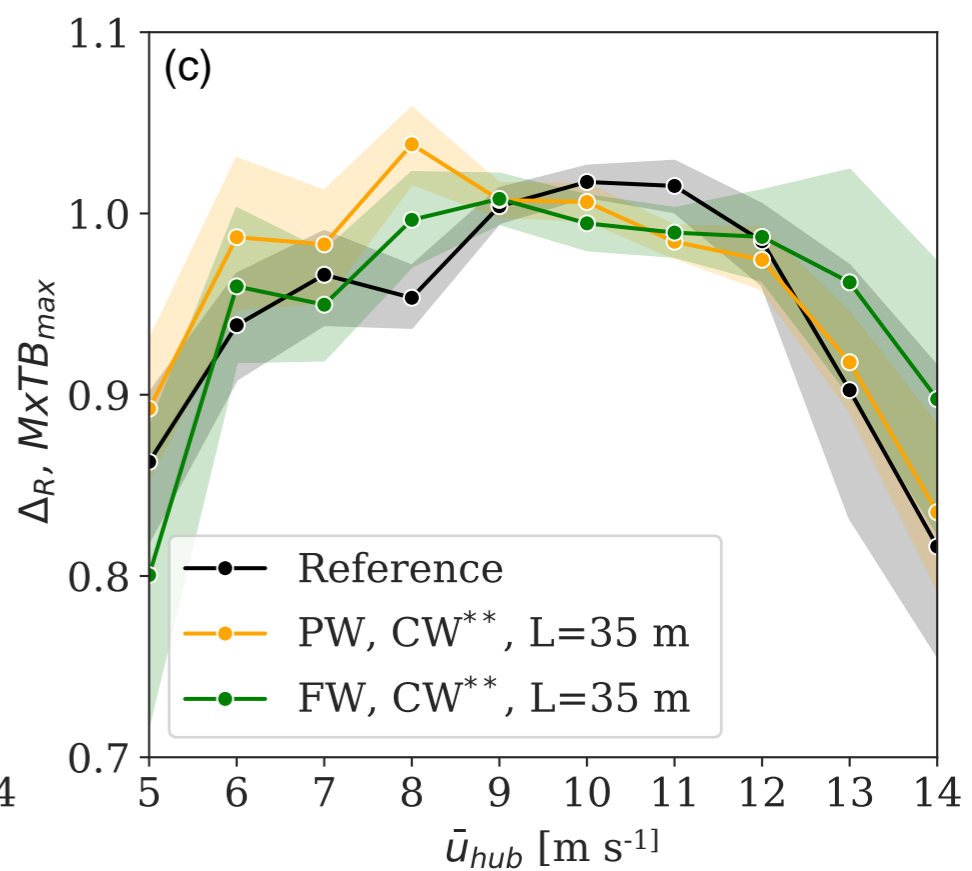 (c)
1.1
1.0
0.9
0.8
0.7
Δ_R, MxTB_max
Reference
PW, CW**, L=35 m
FW, CW**, L=35 m
4
5 6 7 8 9 10 11 12 13 14
ū_hub [m s⁻¹]